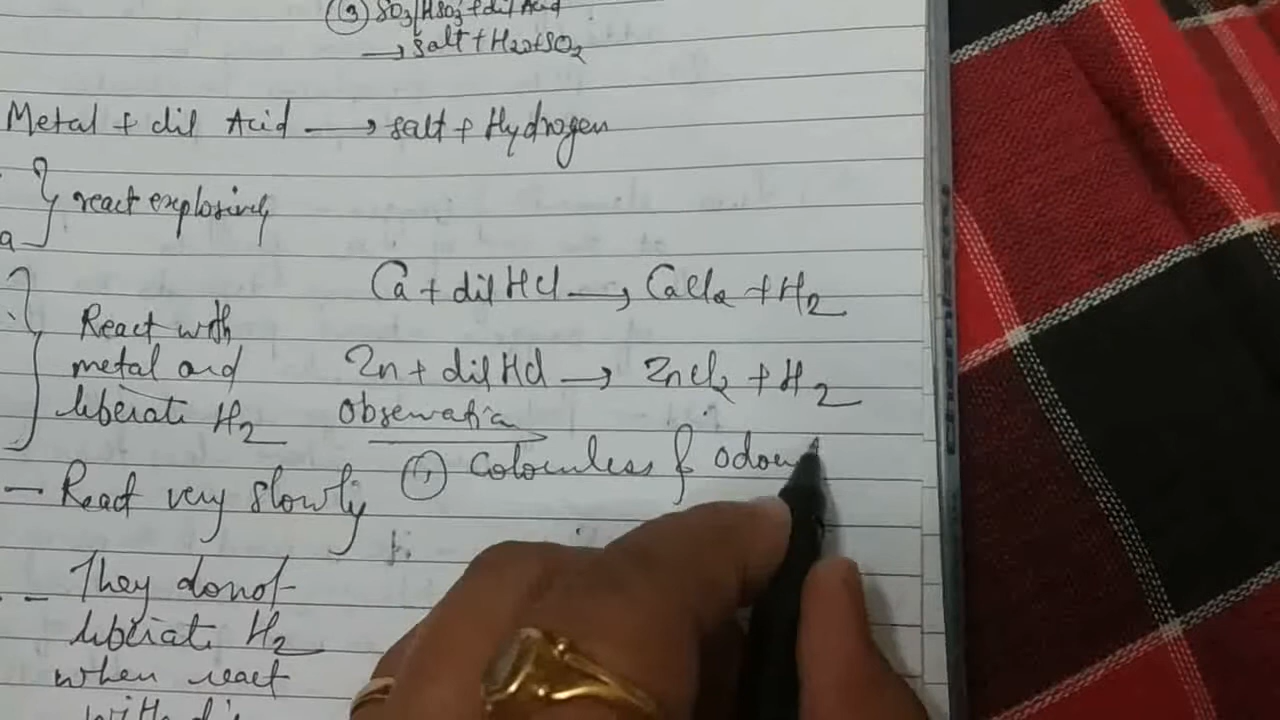 (3) SO3/HSO3 + dil Acid
→ salt + H2O + SO2
Metal + dil Acid → salt + Hydrogen
} react explosively
a
Ca + dil HCl → CaCl2 + H2
React with
metal and
liberate H2
Zn + dil HCl → ZnCl2 + H2
Observation
(1) Colourless & odour
- React very slowly
- They donot
liberate H2
when react
with